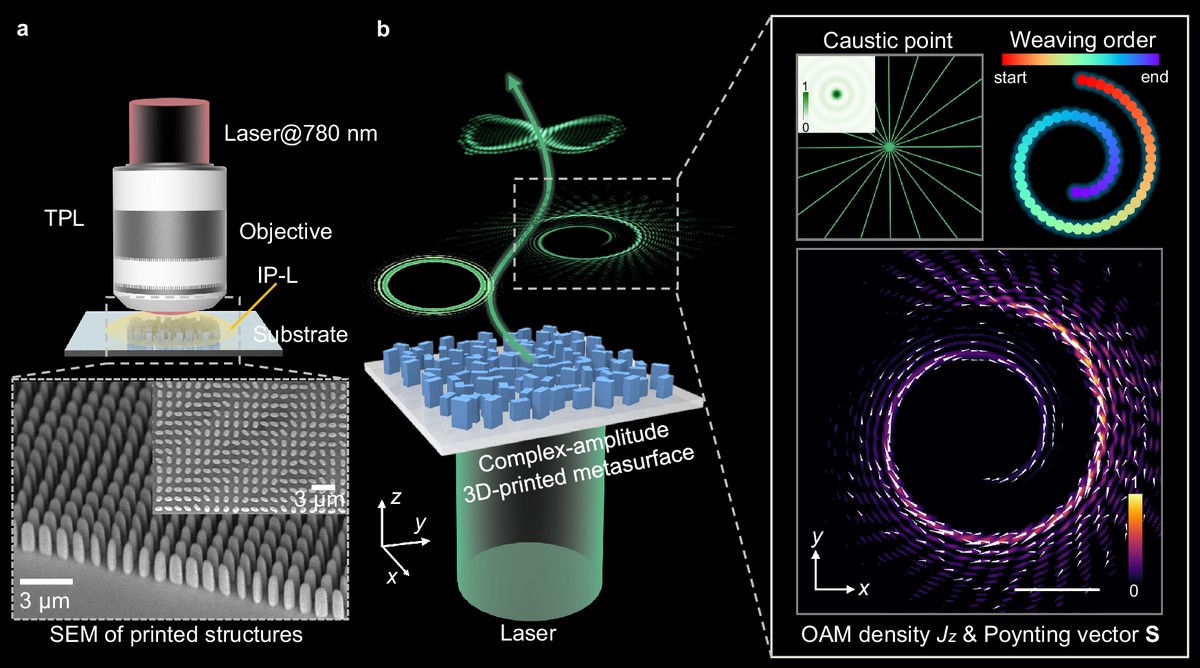 a
Laser@780 nm
TPL
Objective
IP-L
Substrate
3 μm
3 μm
SEM of printed structures
b
Complex-amplitude
3D-printed metasurface
z
y
x
Laser
Caustic point
1
0
Weaving order
start
end
y
x
1
0
OAM density Jz & Poynting vector S